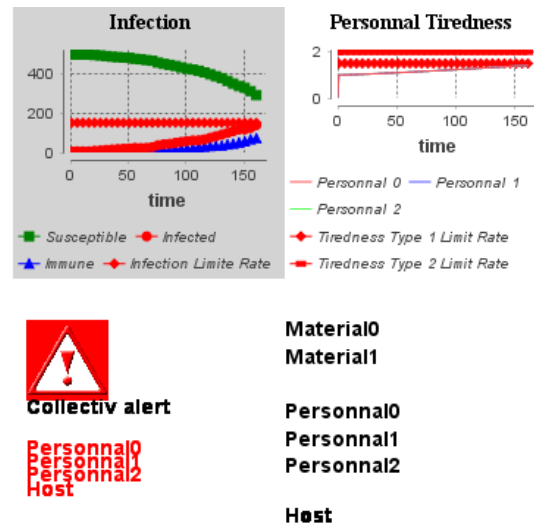 Infection
400
200
0
0 50 100 150
time
Susceptible Infected
Immune Infection Limite Rate
Personnal Tiredness
2
0
0 50 100 150
time
Personnal 0 Personnal 1
Personnal 2
Tiredness Type 1 Limit Rate
Tiredness Type 2 Limit Rate
!
Collectiv alert
Personnal0
Personnal1
Personnal2
Host
Material0
Material1
Personnal0
Personnal1
Personnal2
Host